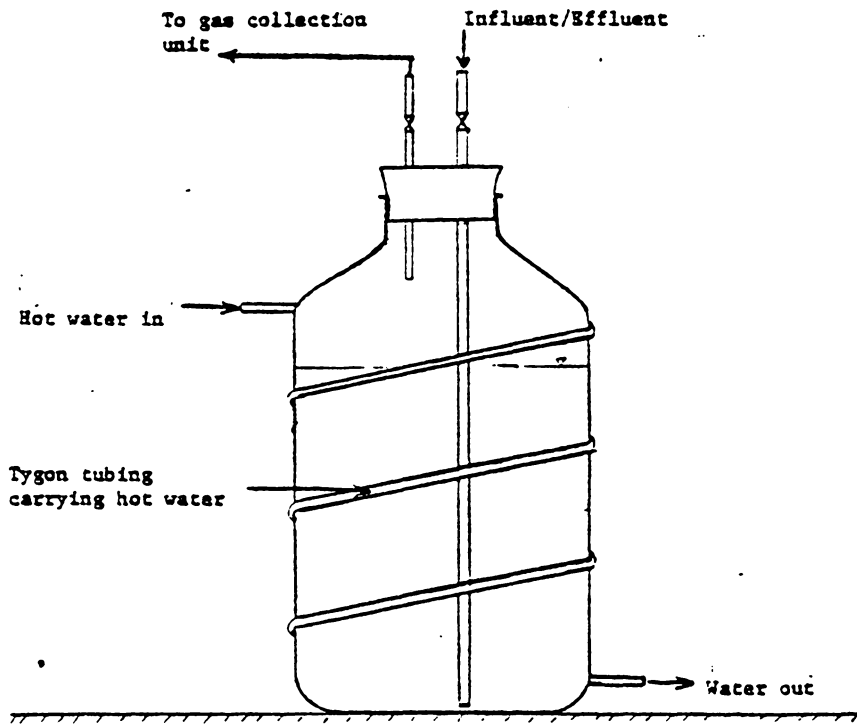 To gas collection
unit
Influent/Effluent
Hot water in
Tygon tubing
carrying hot water
Water out